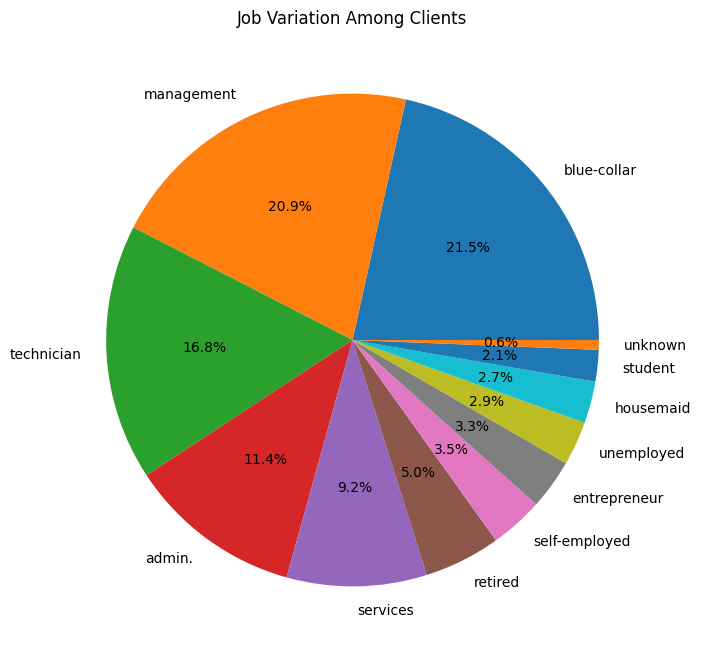 Job Variation Among Clients
management
blue-collar
20.9%
21.5%
technician
16.8%
0.6%
unknown
2.1%
student
2.7%
housemaid
2.9%
unemployed
3.3%
entrepreneur
3.5%
self-employed
11.4%
5.0%
9.2%
admin.
retired
services